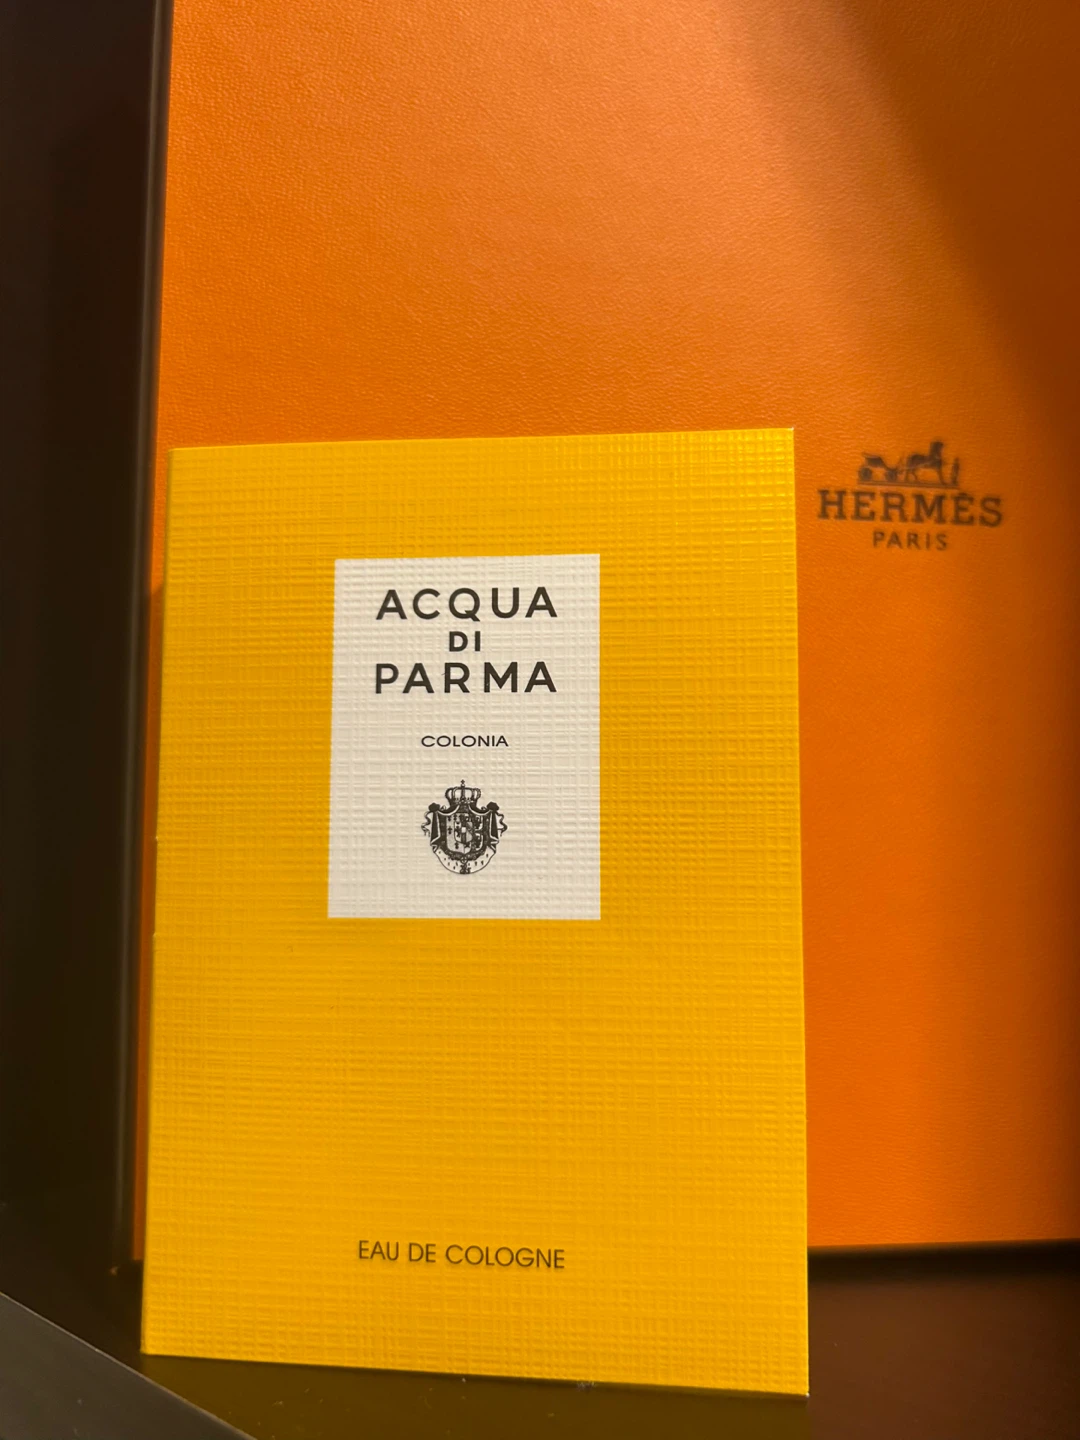 ACQUA
DI
PARMA
COLONIA
EAU DE COLOGNE
HERMÈS
PARIS